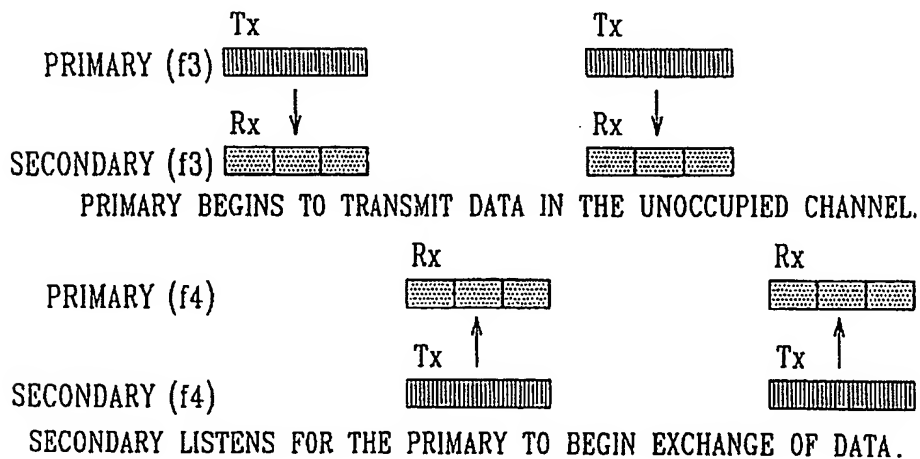 Tx Tx
PRIMARY (f3)
Rx Rx
SECONDARY (f3)
PRIMARY BEGINS TO TRANSMIT DATA IN THE UNOCCUPIED CHANNEL.
Rx Rx
PRIMARY (f4)
Tx Tx
SECONDARY (f4)
SECONDARY LISTENS FOR THE PRIMARY TO BEGIN EXCHANGE OF DATA.